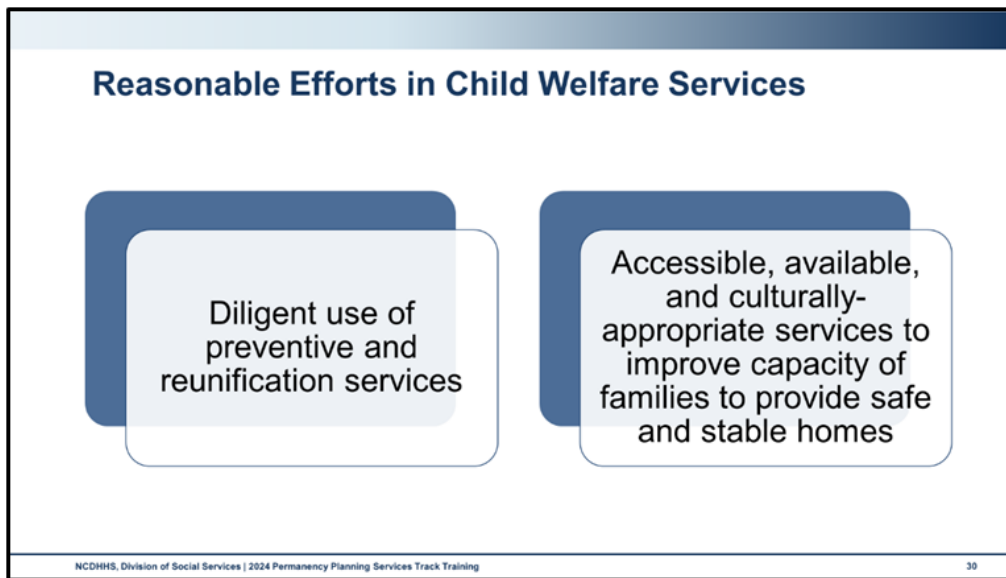 Reasonable Efforts in Child Welfare Services
Diligent use of
preventive and
reunification services
Accessible, available,
and culturally-
appropriate services to
improve capacity of
families to provide safe
and stable homes
NCDHHS, Division of Social Services | 2024 Permanency Planning Services Track Training
30